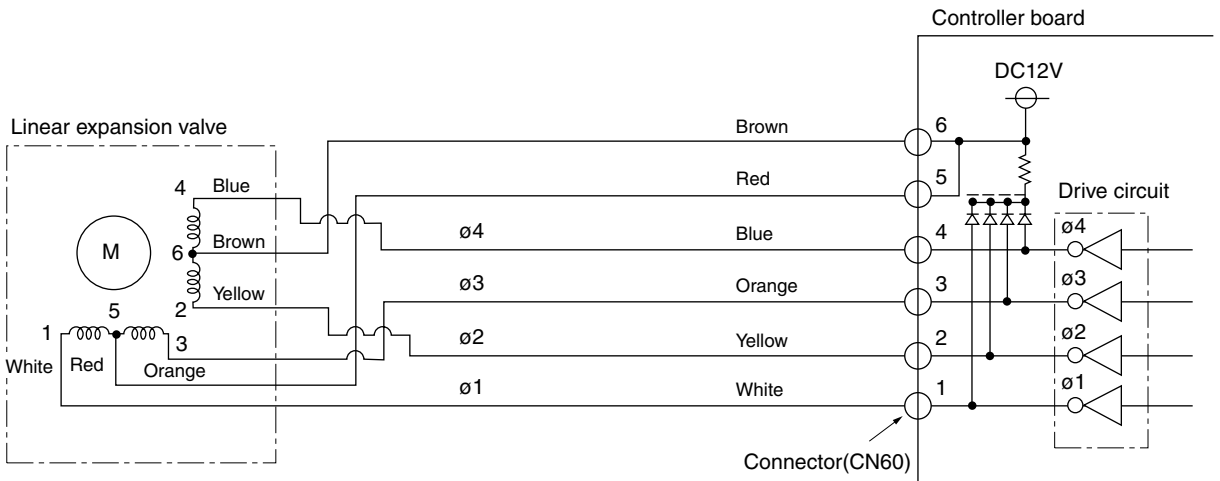 Controller board
DC12V
Linear expansion valve
Brown
6
Red
5
Drive circuit
4 Blue
ø4 Blue 4 ø4
M
6 Brown
ø3 Orange 3 ø3
2 Yellow
5
1 3
ø2 Yellow 2 ø2
White Red Orange
ø1 White 1 ø1
Connector(CN60)